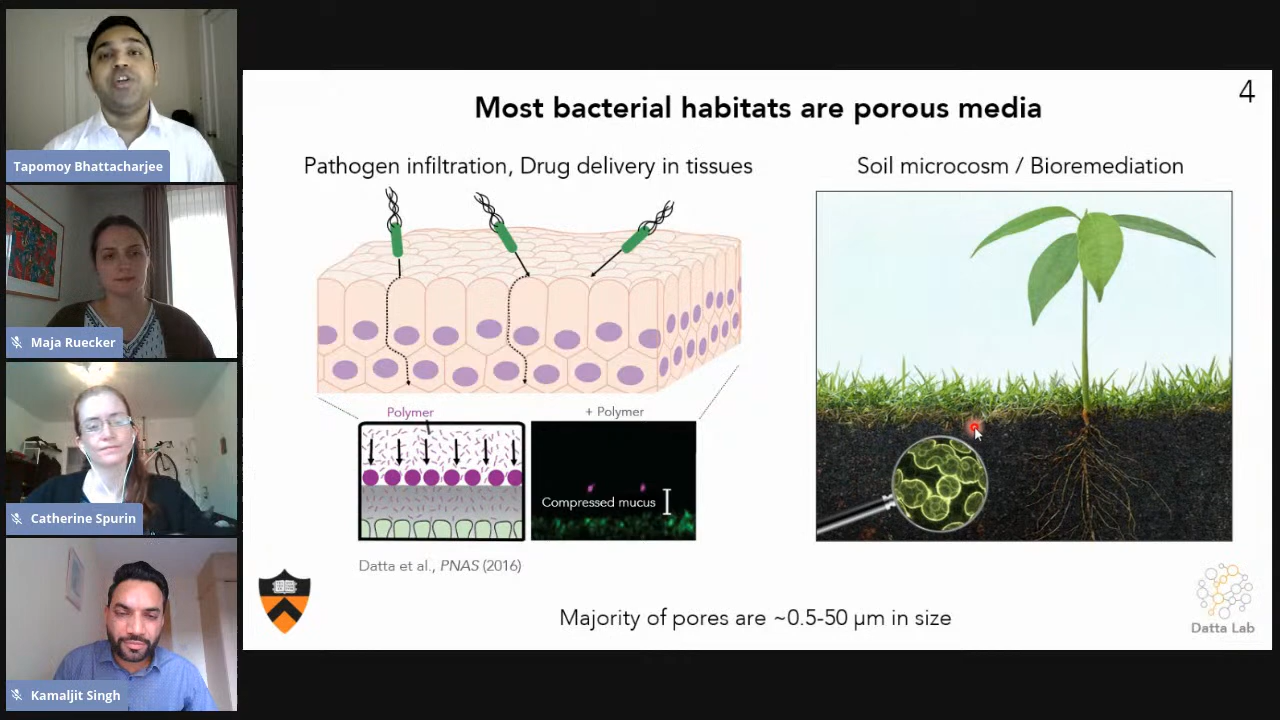 Tapomoy Bhattacharjee
Maja Ruecker
Catherine Spurin
Kamaljit Singh
4
Most bacterial habitats are porous media
Pathogen infiltration, Drug delivery in tissues
Soil microcosm / Bioremediation
Polymer
+ Polymer
Compressed mucus
Datta et al., PNAS (2016)
Majority of pores are ~0.5-50 µm in size
Datta Lab